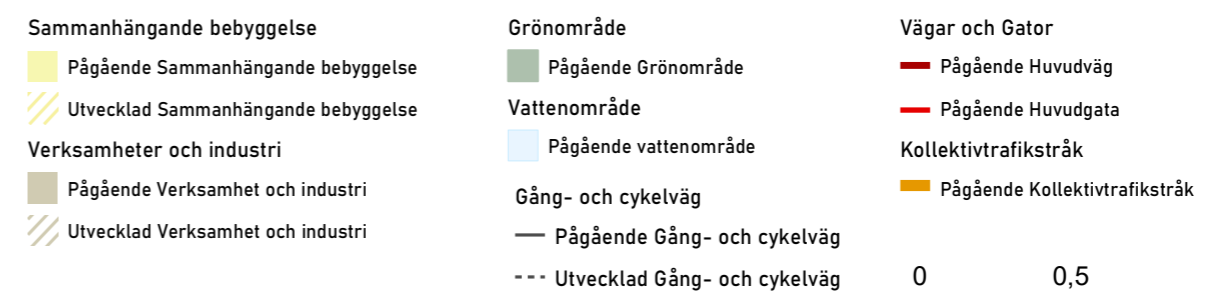 Sammanhängande bebyggelse
Pågående Sammanhängande bebyggelse
Utvecklad Sammanhängande bebyggelse
Verksamheter och industri
Pågående Verksamhet och industri
Utvecklad Verksamhet och industri
Grönområde
Pågående Grönområde
Vattenområde
Pågående vattenområde
Gång- och cykelväg
Pågående Gång- och cykelväg
Utvecklad Gång- och cykelväg
Vägar och Gator
Pågående Huvudväg
Pågående Huvudgata
Kollektivtrafikstråk
Pågående Kollektivtrafikstråk
0 0,5